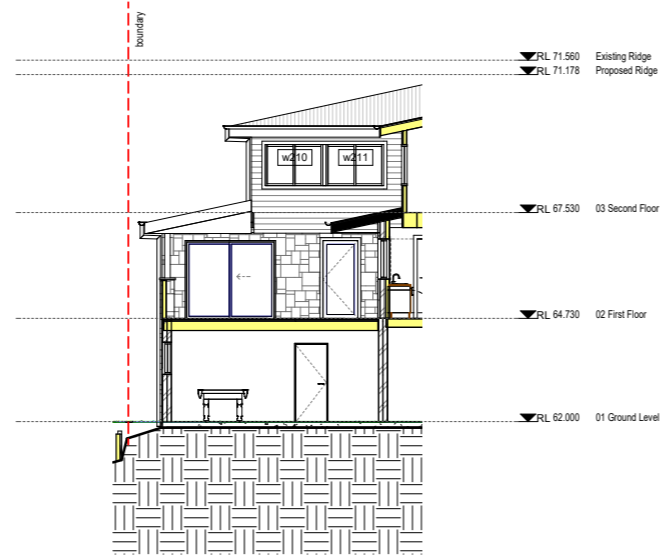 boundary
RL 71.560 Existing Ridge
RL 71.178 Proposed Ridge
w210 w211
RL 67.530 03 Second Floor
RL 64.730 02 First Floor
RL 62.000 01 Ground Level